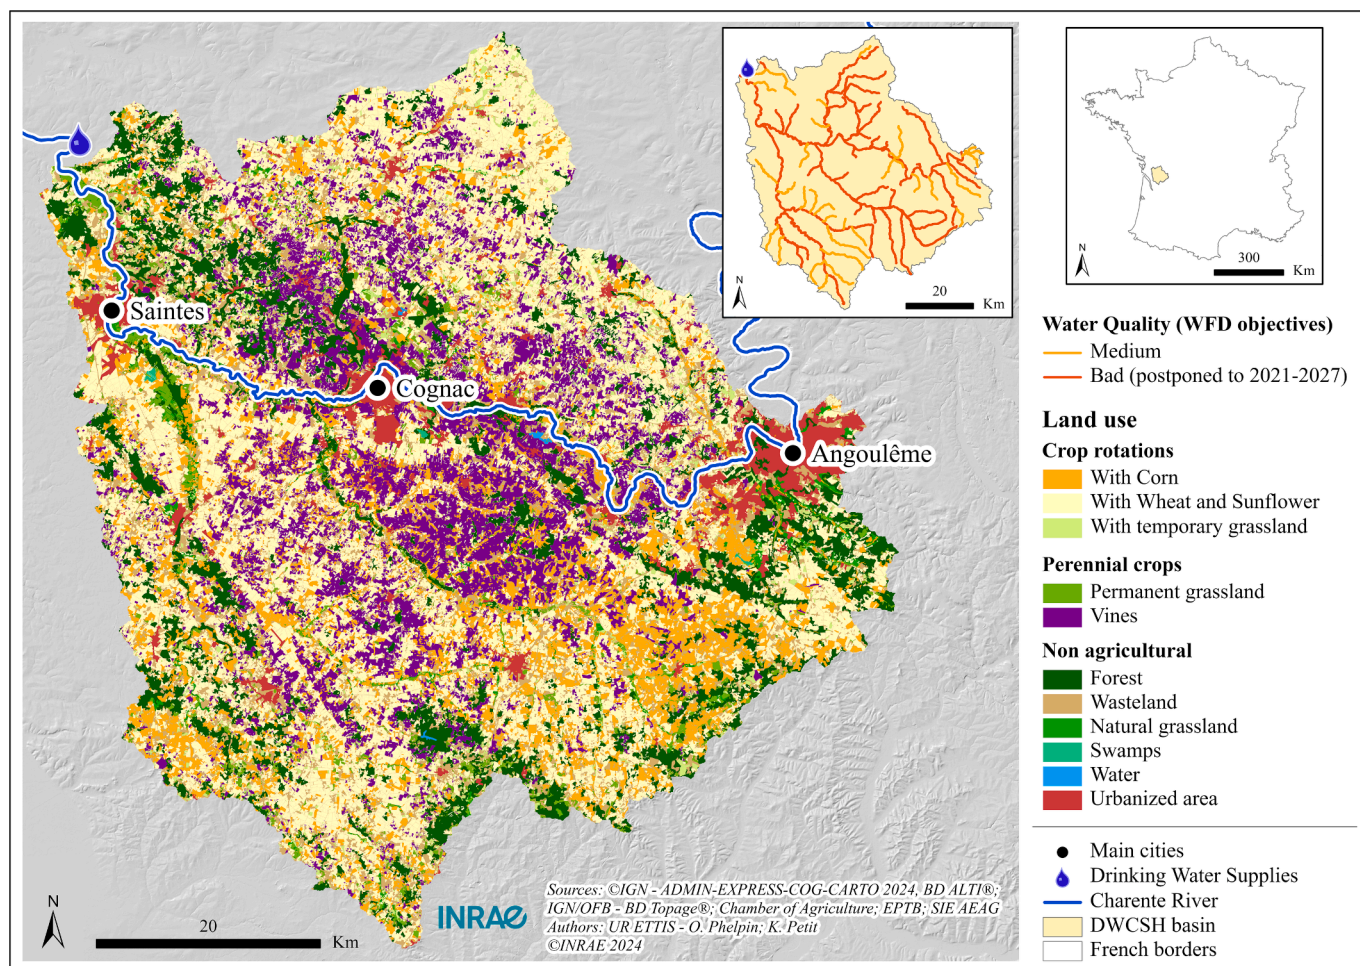 N
20
Km
N
300
Km
Saintes
Cognac
Angoulême
Water Quality (WFD objectives)
Medium
Bad (postponed to 2021-2027)
Land use
Crop rotations
With Corn
With Wheat and Sunflower
With temporary grassland
Perennial crops
Permanent grassland
Vines
Non agricultural
Forest
Wasteland
Natural grassland
Swamps
Water
Urbanized area
Main cities
Drinking Water Supplies
Charente River
DWCSH basin
French borders
N
20
Km
INRAE
Sources: ©IGN - ADMIN-EXPRESS-COG-CARTO 2024, BD ALTI®;
IGN/OFB - BD Topage®; Chamber of Agriculture; EPTB; SIE AEAG
Authors: UR ETTIS - O. Phelpin; K. Petit
©INRAE 2024